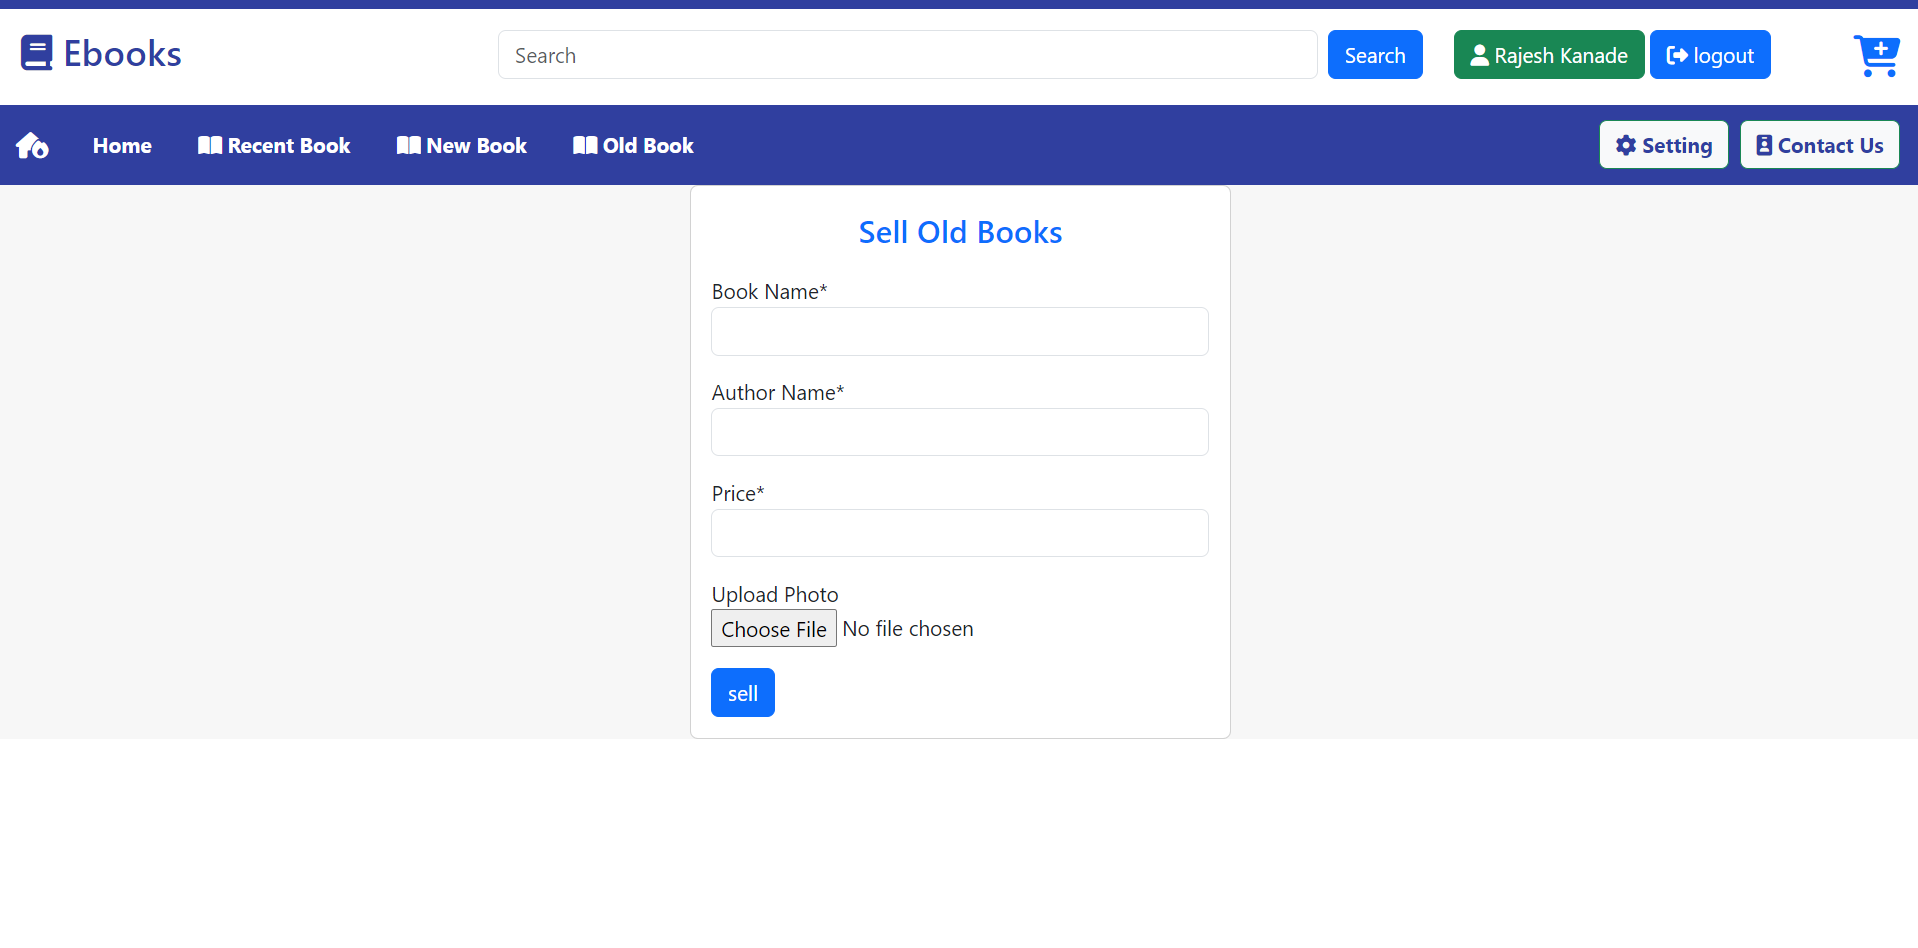 Ebooks
Search
Search
Rajesh Kanade
logout
Home
Recent Book
New Book
Old Book
Setting
Contact Us
Sell Old Books
Book Name*
Author Name*
Price*
Upload Photo
Choose File No file chosen
sell